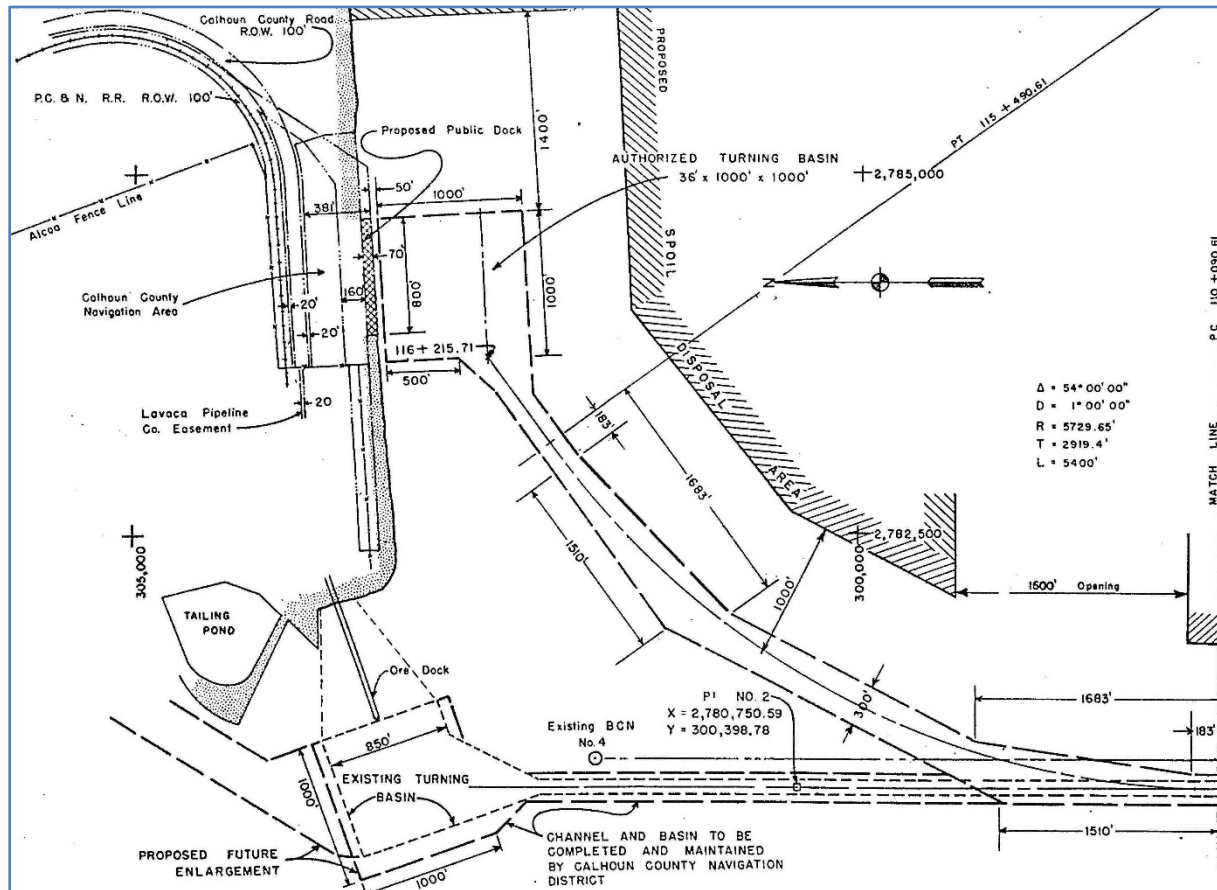 Calhoun County Road
R.O.W. 100'
P.C. & N. R.R. R.O.W. 100'
Proposed Public Dock
PROPOSED
1400'
PT 115 + 490.61
AUTHORIZED TURNING BASIN
36' x 1000' x 1000'
2,785,000
Alcoa Fence Line
50'
1000'
381'
70'
SPOIL
N
Calhoun County
Navigation Area
20'
160'
800'
1000'
20'
116 + 215.71
500'
DISPOSAL
PC 110 + 090.61
20
Lavaca Pipeline
Co. Easement
183'
1683'
Δ = 54° 00' 00"
D = 1° 00' 00"
R = 5729.65'
T = 2919.4'
L = 5400'
MATCH LINE
AREA
1510'
2,782,500
305,000
300,000
1000'
1600' Opening
TAILING
POND
Ore Dock
PI NO. 2
X = 2,780,750.59
Y = 300,398.78
300'
1683'
183'
Existing BCN
No. 4
850'
1000'
EXISTING TURNING
BASIN
PROPOSED FUTURE
ENLARGEMENT
1000'
CHANNEL AND BASIN TO BE
COMPLETED AND MAINTAINED
BY CALHOUN COUNTY NAVIGATION
DISTRICT
1510'